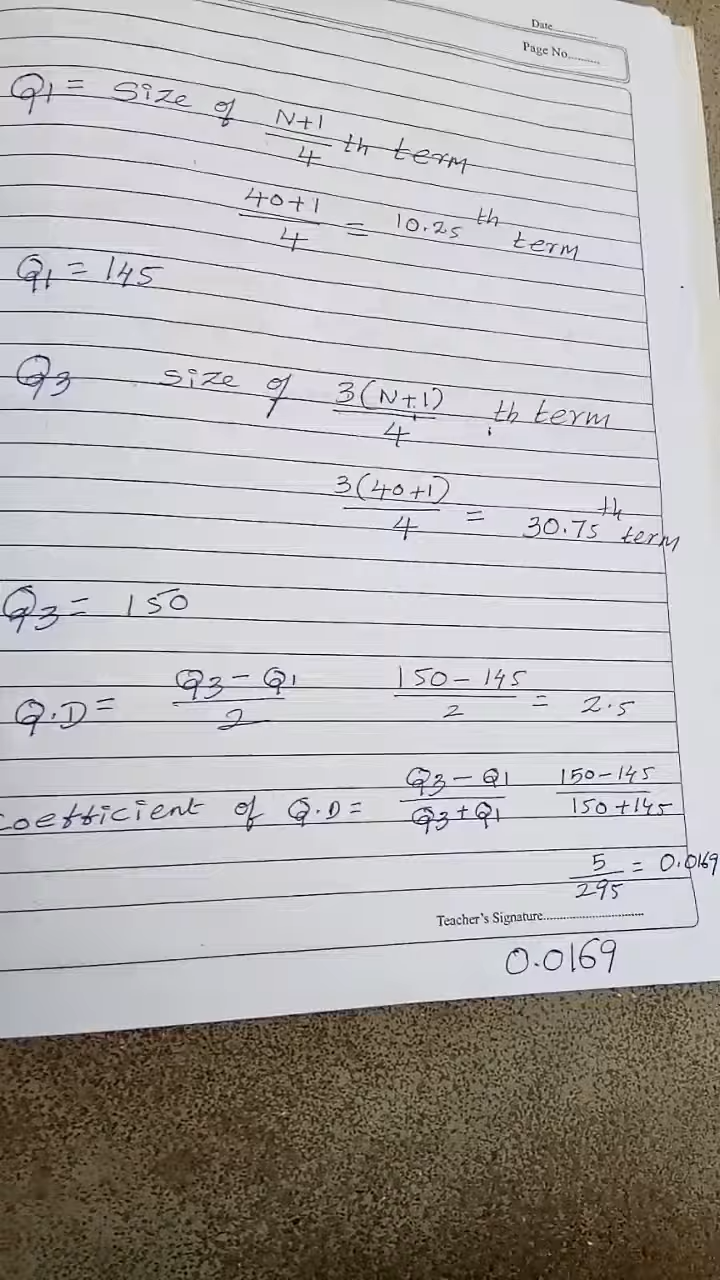 Date...........
Page No...........
Q1 = Size of N+1/4 th term
40+1/4 = 10.25 th term
Q1 = 145
Q3 size of 3(N+1)/4 th term
3(40+1)/4 = 30.75 th term
Q3 = 150
Q.D = Q3 - Q1/2 150 - 145/2 = 2.5
coefficient of Q.D = Q3 - Q1/Q3 + Q1 150 - 145/150 + 145
5/295 = 0.0169
Teacher's Signature................................
0.0169